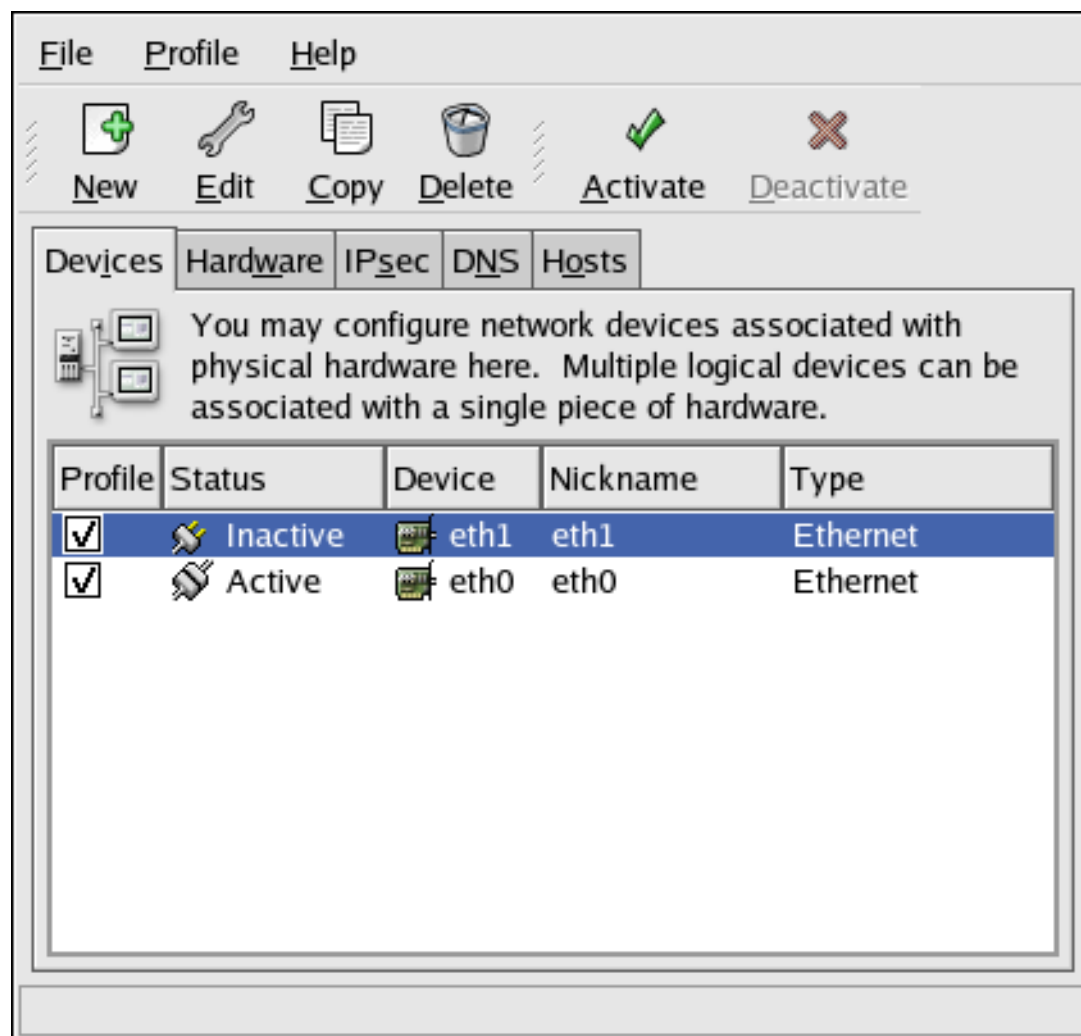 File Profile Help
New Edit Copy Delete Activate Deactivate
Devices Hardware IPsec DNS Hosts
You may configure network devices associated with
physical hardware here. Multiple logical devices can be
associated with a single piece of hardware.
Profile Status Device Nickname Type
Inactive eth1 eth1 Ethernet
Active eth0 eth0 Ethernet